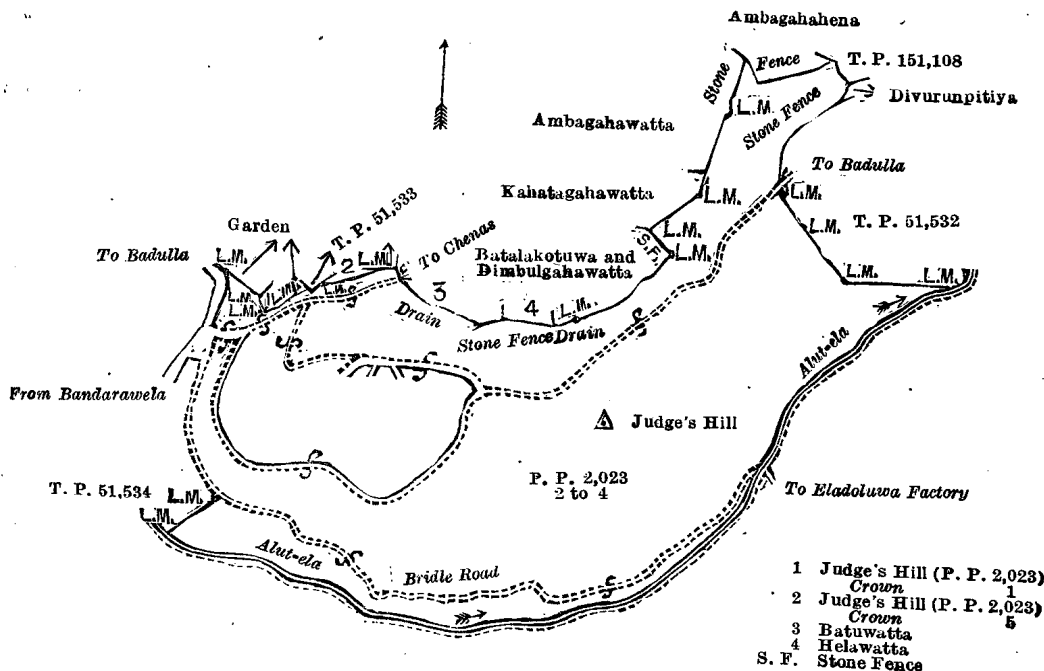 Ambagahahena
Stone Fence
T. P. 151,108
Divurunpitiya
L.M.
Stone Fence
Ambagahawatta
To Badulla
Kahatagahawatta
L.M.
L.M.
T. P. 51,533
Garden
L.M.
S. F.
L.M.
L.M. T. P. 51,532
To Badulla
L.M.
2
L.M.
To Chenas
Batalakotuwa and
Dimbulgahawatta
L.M.
L.M.
L.M.
L.M.
L.M.
L.M.
3
4
L.M.
S
Drain
Stone Fence Drain
S
Alut-ela
S
S
S
S
From Bandarawela
Judge's Hill
S
P. P. 2,023
2 to 4
T. P. 51,534
L.M.
L.M.
To Eladoluwa Factory
Alut-ela
S
Bridle Road
S
1 Judge's Hill (P. P. 2,023)
Crown 1
2 Judge's Hill (P. P. 2,023)
Crown 5
3 Batuwatta
4 Helawatta
S. F. Stone Fence